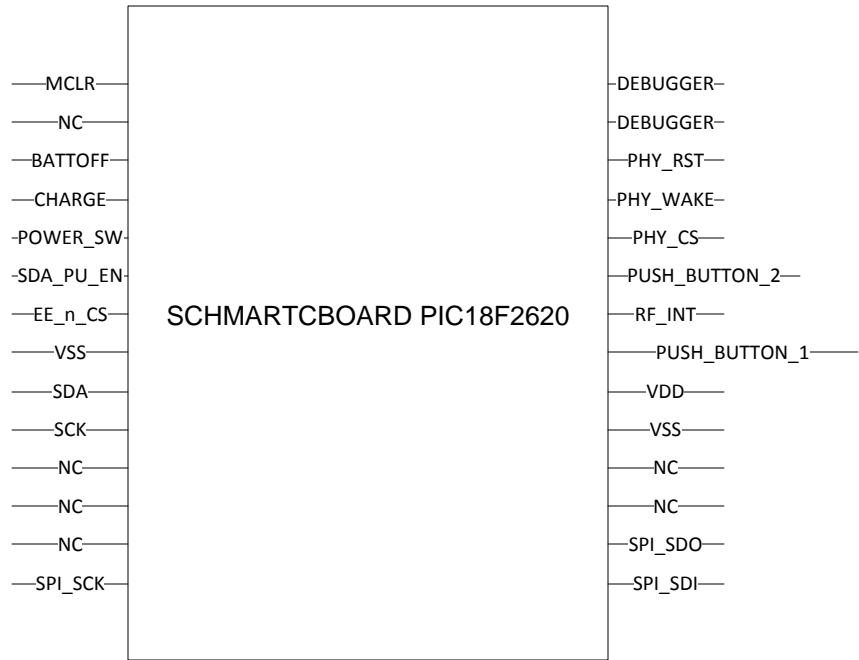 MCLR
NC
BATTOFF
CHARGE
POWER_SW
SDA_PU_EN
EE_n_CS
VSS
SDA
SCK
NC
NC
NC
SPI_SCK
SCHMARTCBOARD PIC18F2620
DEBUGGER
DEBUGGER
PHY_RST
PHY_WAKE
PHY_CS
PUSH_BUTTON_2
RF_INT
PUSH_BUTTON_1
VDD
VSS
NC
NC
SPI_SDO
SPI_SDI